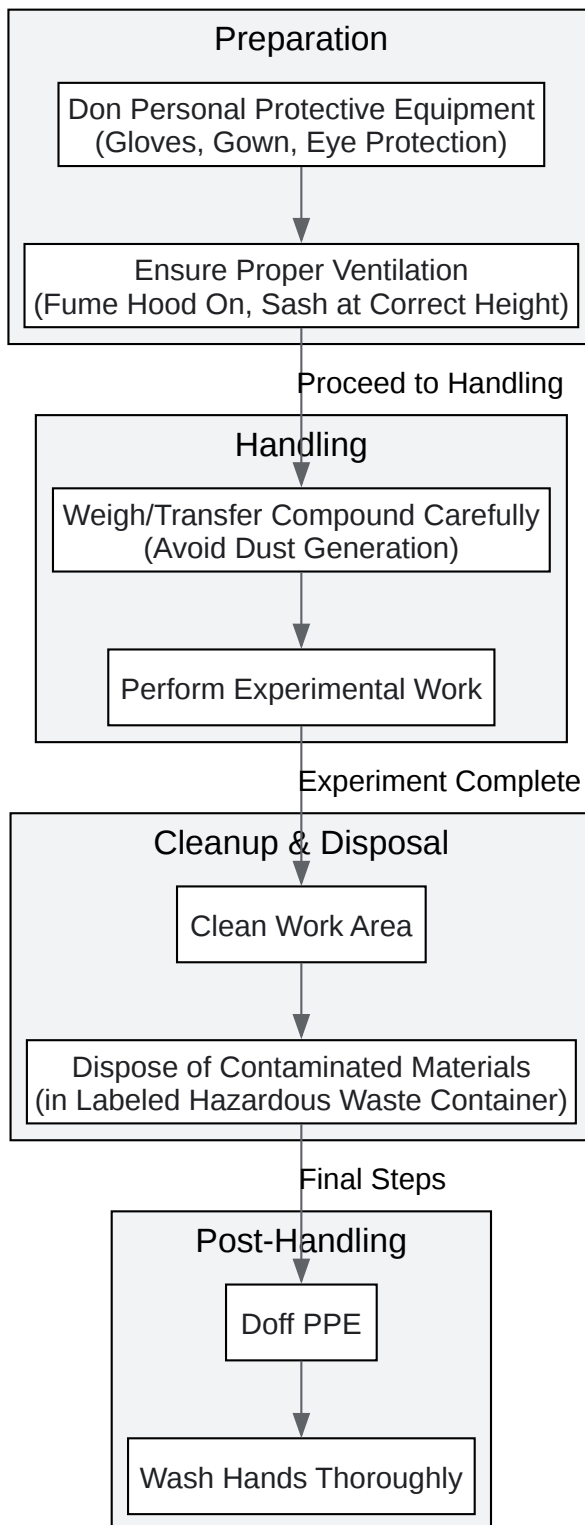 Preparation
Don Personal Protective Equipment
(Gloves, Gown, Eye Protection)
Ensure Proper Ventilation
(Fume Hood On, Sash at Correct Height)
Proceed to Handling
Handling
Weigh/Transfer Compound Carefully
(Avoid Dust Generation)
Perform Experimental Work
Experiment Complete
Cleanup & Disposal
Clean Work Area
Dispose of Contaminated Materials
(in Labeled Hazardous Waste Container)
Final Steps
Post-Handling
Doff PPE
Wash Hands Thoroughly